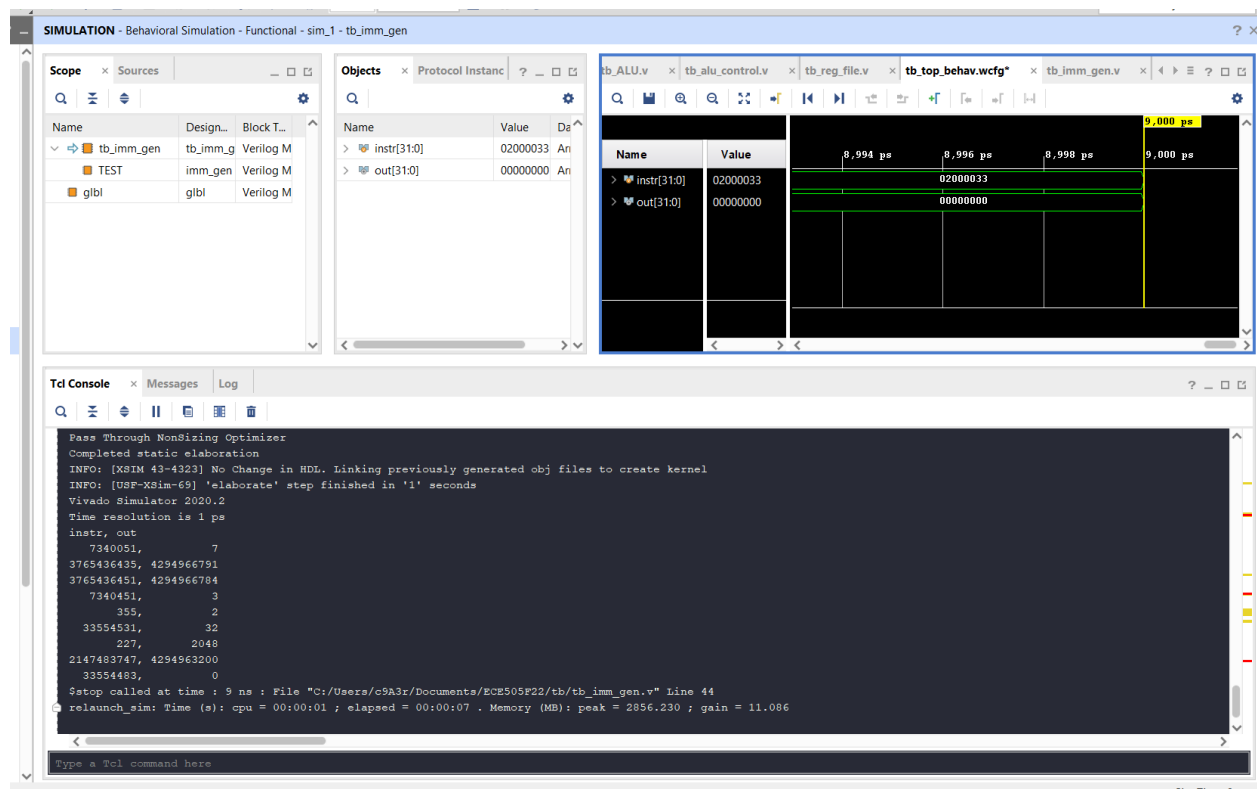 SIMULATION - Behavioral Simulation - Functional - sim_1 - tb_imm_gen
Scope × Sources
Name Design... Block T...
tb_imm_gen tb_imm_g Verilog M
TEST imm_gen Verilog M
glbl glbl Verilog M
Objects × Protocol Instanc
Name Value Da
instr[31:0] 02000033 Arr
out[31:0] 00000000 Arr
tb_ALU.v × tb_alu_control.v × tb_reg_file.v × tb_top_behav.wcfg* × tb_imm_gen.v ×
9,000 ps
Name Value 8,994 ps 8,996 ps 8,998 ps 9,000 ps
instr[31:0] 02000033 02000033
out[31:0] 00000000 00000000
Tcl Console × Messages Log
Pass Through NonSizing Optimizer
Completed static elaboration
INFO: [XSIM 43-4323] No Change in HDL. Linking previously generated obj files to create kernel
INFO: [USF-XSim-69] 'elaborate' step finished in '1' seconds
Vivado Simulator 2020.2
Time resolution is 1 ps
instr, out
7340051, 7
3765436435, 4294966791
3765436451, 4294966784
7340451, 3
355, 2
33554531, 32
227, 2048
2147483747, 4294963200
33554483, 0
$stop called at time : 9 ns : File "C:/Users/c9A3r/Documents/ECE505F22/tb/tb_imm_gen.v" Line 44
relaunch_sim: Time (s): cpu = 00:00:01 ; elapsed = 00:00:07 . Memory (MB): peak = 2856.230 ; gain = 11.086
Type a Tcl command here